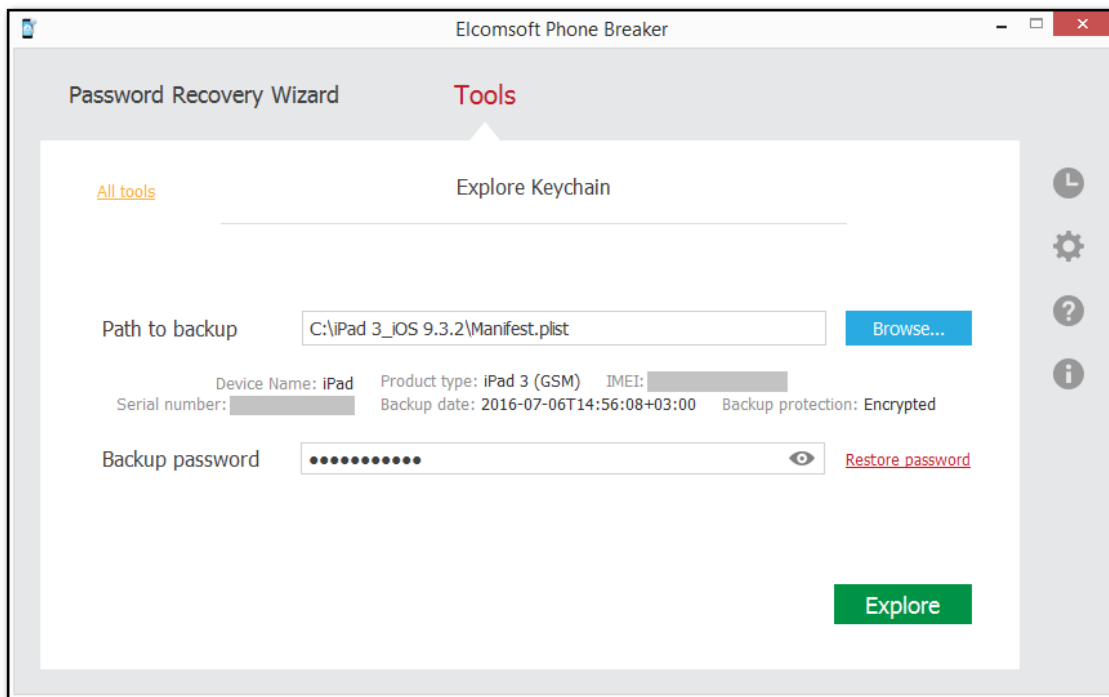 Elcomsoft Phone Breaker
Password Recovery Wizard Tools
All tools
Explore Keychain
Path to backup C:\iPad 3_iOS 9.3.2\Manifest.plist Browse...
Device Name: iPad Product type: iPad 3 (GSM) IMEI:
Serial number: Backup date: 2016-07-06T14:56:08+03:00 Backup protection: Encrypted
Backup password ●●●●●●●●●●● Restore password
Explore